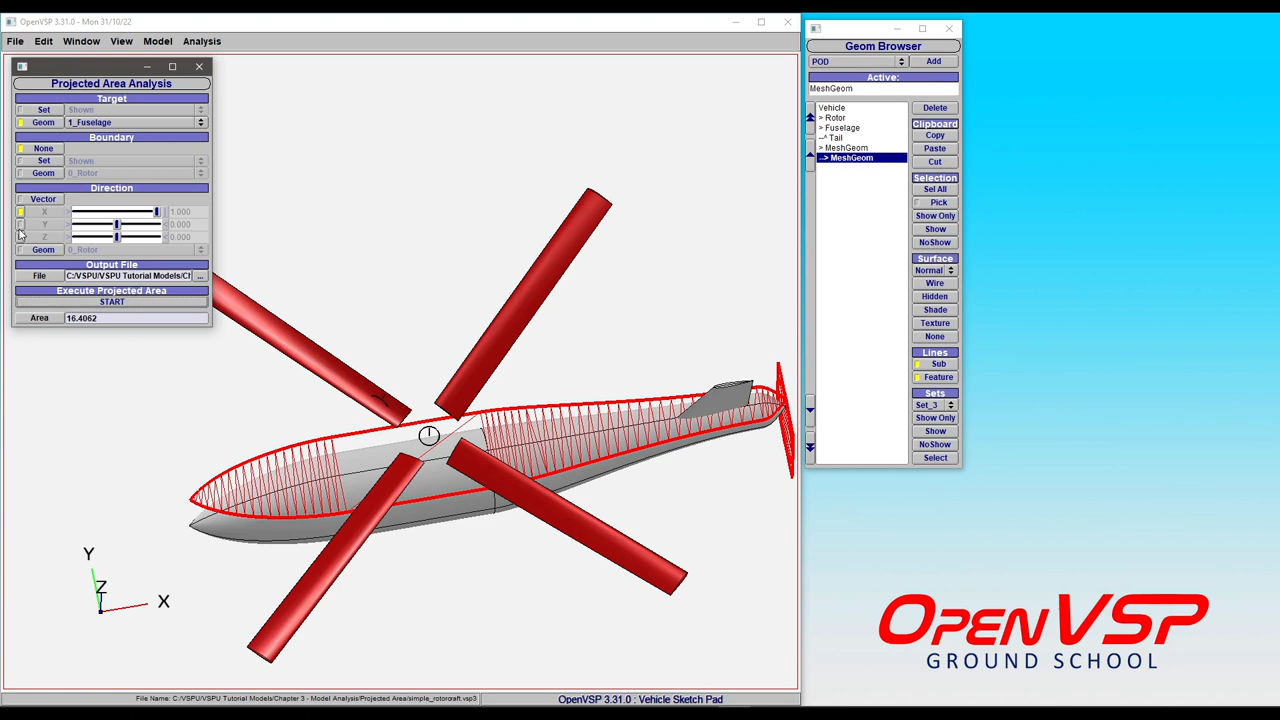 OpenVSP 3.31.0 - Mon 31/10/22
File Edit Window View Model Analysis
Projected Area Analysis
Target
Set Shown
Geom 1_Fuselage
Boundary
None
Set Shown
Geom 0_Rotor
Direction
Vector
X > 1.000
Y > < 0.000
Z > < 0.000
Geom 0_Rotor
Output File
File C:/VSPU/VSPU Tutorial Models/Ch ...
Execute Projected Area
START
Area 16.4062
Y
Z
X
File Name: C:/VSPU/VSPU Tutorial Models/Chapter 3 - Model Analysis/Projected Area/simple_rotorcraft.vsp3
OpenVSP 3.31.0 : Vehicle Sketch Pad
Geom Browser
POD Add
Active:
MeshGeom
Vehicle
> Rotor
> Fuselage
--^ Tail
> MeshGeom
--> MeshGeom
Delete
Clipboard
Copy
Paste
Cut
Selection
Sel All
Pick
Show Only
Show
NoShow
Surface
Normal
Wire
Hidden
Shade
Texture
None
Lines
Sub
Feature
Sets
Set_3
Show Only
Show
NoShow
Select
OpenVSP
GROUND SCHOOL